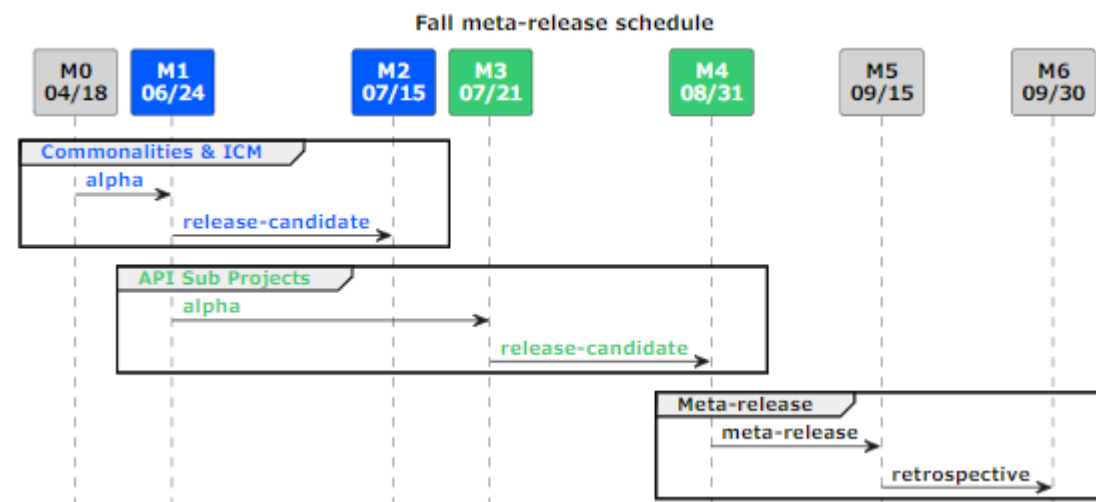 Fall meta-release schedule
M0
04/18
M1
06/24
M2
07/15
M3
07/21
M4
08/31
M5
09/15
M6
09/30
Commonalities & ICM
alpha
release-candidate
API Sub Projects
alpha
release-candidate
Meta-release
meta-release
retrospective